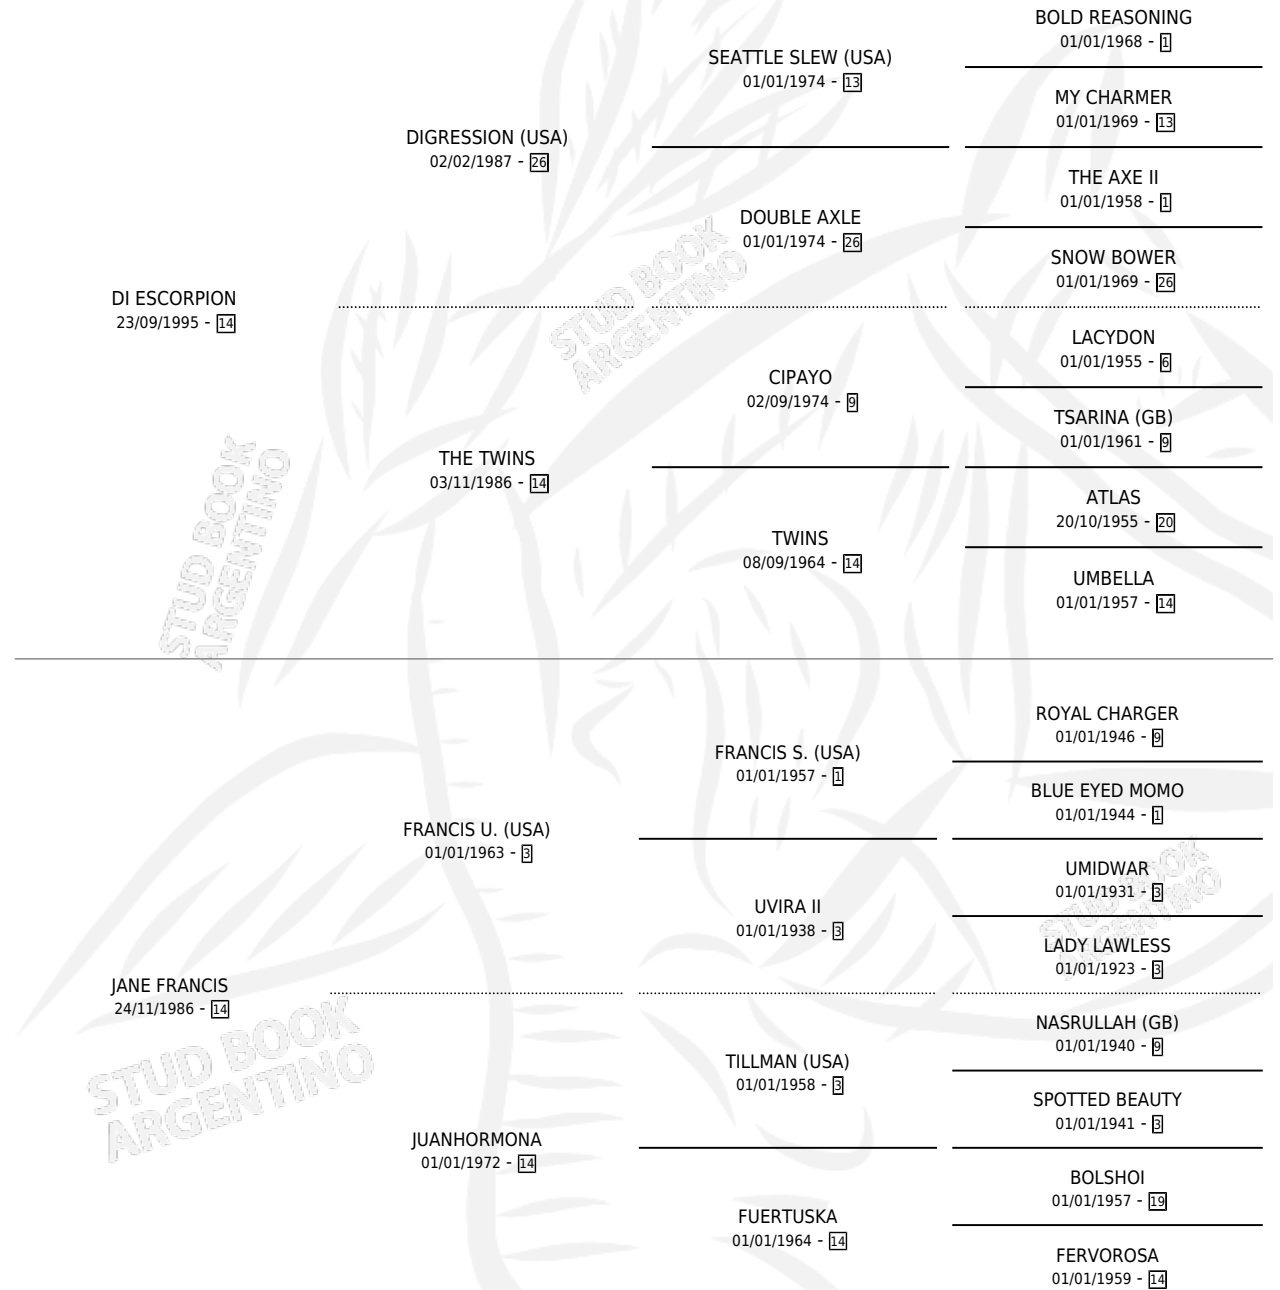 BOLD REASONING
01/01/1968 - 1
SEATTLE SLEW (USA)
01/01/1974 - 13
MY CHARMER
01/01/1969 - 13
DIGRESSION (USA)
02/02/1987 - 26
THE AXE II
01/01/1958 - 1
DOUBLE AXLE
01/01/1974 - 26
SNOW BOWER
01/01/1969 - 26
DI ESCORPION
23/09/1995 - 14
LACYDON
01/01/1955 - 6
CIPAYO
02/09/1974 - 9
TSARINA (GB)
01/01/1961 - 9
THE TWINS
03/11/1986 - 14
ATLAS
20/10/1955 - 20
TWINS
08/09/1964 - 14
UMBELLA
01/01/1957 - 14
STUD BOOK
ARGENTINO
STUD BOOK
ARGENTINO
ROYAL CHARGER
01/01/1946 - 9
FRANCIS S. (USA)
01/01/1957 - 1
BLUE EYED MOMO
01/01/1944 - 1
FRANCIS U. (USA)
01/01/1963 - 3
UMIDWAR
01/01/1931 - 3
UVIRA II
01/01/1938 - 3
LADY LAWLESS
01/01/1923 - 3
STUD BOOK
ARGENTINO
JANE FRANCIS
24/11/1986 - 14
NASRULLAH (GB)
01/01/1940 - 9
TILLMAN (USA)
01/01/1958 - 3
SPOTTED BEAUTY
01/01/1941 - 3
STUD BOOK
ARGENTINO
JUANHORMONA
01/01/1972 - 14
BOLSHOI
01/01/1957 - 19
FUERTUSKA
01/01/1964 - 14
FERVOROSA
01/01/1959 - 14